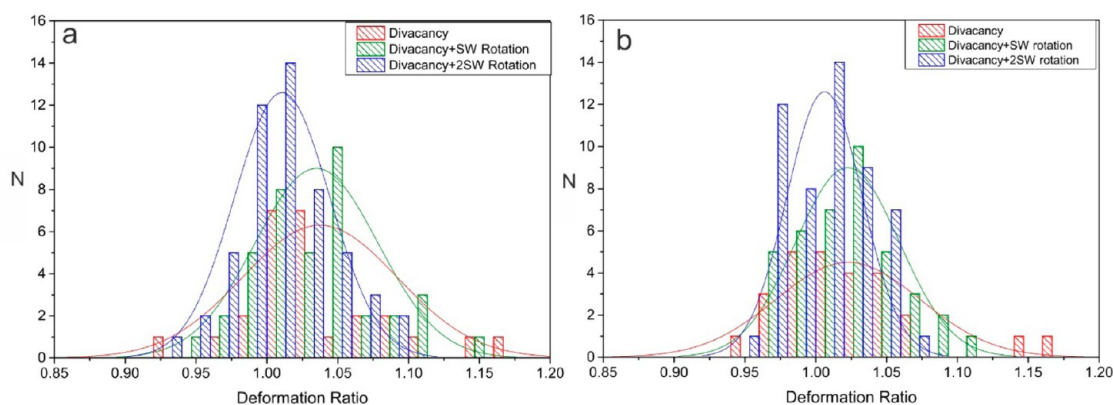 a
Divacancy
Divacancy+SW Rotation
Divacancy+2SW Rotation
16
14
12
10
8
6
4
2
0
N
0.85 0.90 0.95 1.00 1.05 1.10 1.15 1.20
Deformation Ratio
b
Divacancy
Divacancy+SW rotation
Divacancy+2SW rotation
16
14
12
10
8
6
4
2
0
N
0.85 0.90 0.95 1.00 1.05 1.10 1.15 1.20
Deformation Ratio